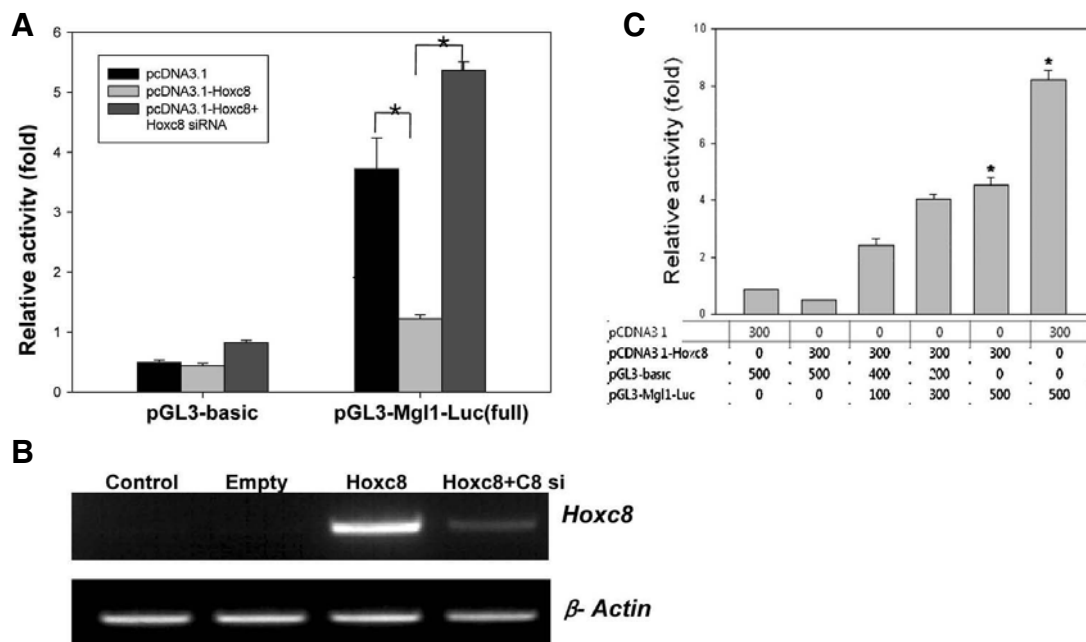 A
Relative activity (fold)
6
5
4
3
2
1
0
pcDNA3.1
pcDNA3.1-Hoxc8
pcDNA3.1-Hoxc8+
Hoxc8 siRNA
*
*
pGL3-basic pGL3-Mgl1-Luc(full)
B
Control Empty Hoxc8 Hoxc8+C8 si
Hoxc8
β- Actin
C
Relative activity (fold)
10
8
6
4
2
0
*
*
pCDNA3 1 300 0 0 0 0 300
pCDNA3 1-Hoxc8 0 300 300 300 300 0
pGL3-basic 500 500 400 200 0 0
pGL3-Mgl1-Luc 0 0 100 300 500 500